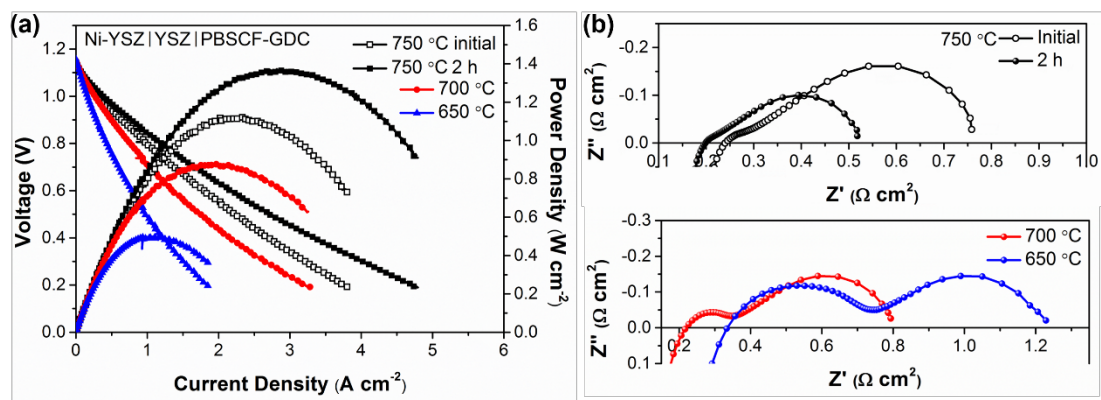 (a)
Ni-YSZ|YSZ|PBSCF-GDC
750 °C initial
750 °C 2 h
700 °C
650 °C
1.2
1.0
0.8
0.6
0.4
0.2
0.0
Voltage (V)
1.6
1.4
1.2
1.0
0.8
0.6
0.4
0.2
0.0
Power Density (W cm-2)
0 1 2 3 4 5 6
Current Density (A cm-2)
(b)
750 °C
Initial
2 h
-0.2
-0.1
0.0
0.1
Z'' (Ω cm2)
0.1 0.2 0.3 0.4 0.5 0.6 0.7 0.8 0.9 1.0
Z' (Ω cm2)
700 °C
650 °C
-0.3
-0.2
-0.1
0.0
0.1
Z'' (Ω cm2)
0.2 0.4 0.6 0.8 1.0 1.2
Z' (Ω cm2)